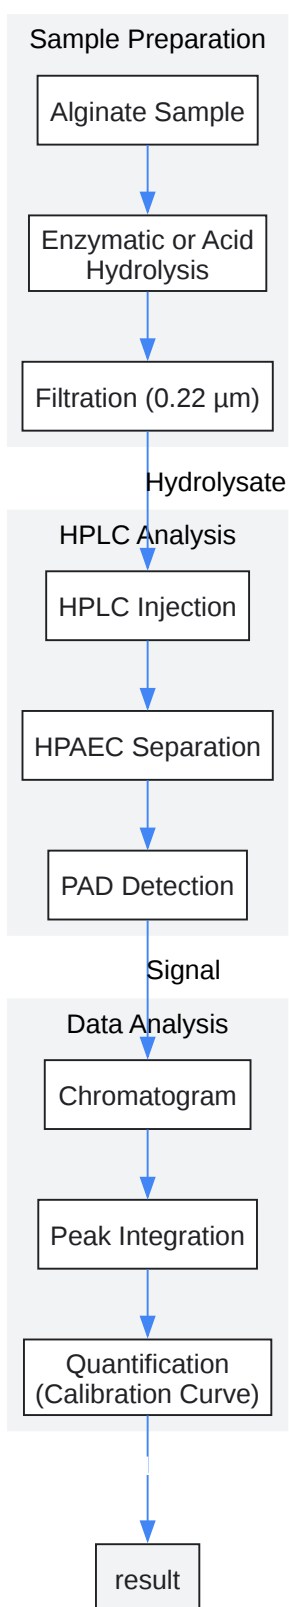 Sample Preparation
Alginate Sample
Enzymatic or Acid
Hydrolysis
Filtration (0.22 µm)
Hydrolysate
HPLC Analysis
HPLC Injection
HPAEC Separation
PAD Detection
Signal
Data Analysis
Chromatogram
Peak Integration
Quantification
(Calibration Curve)
result